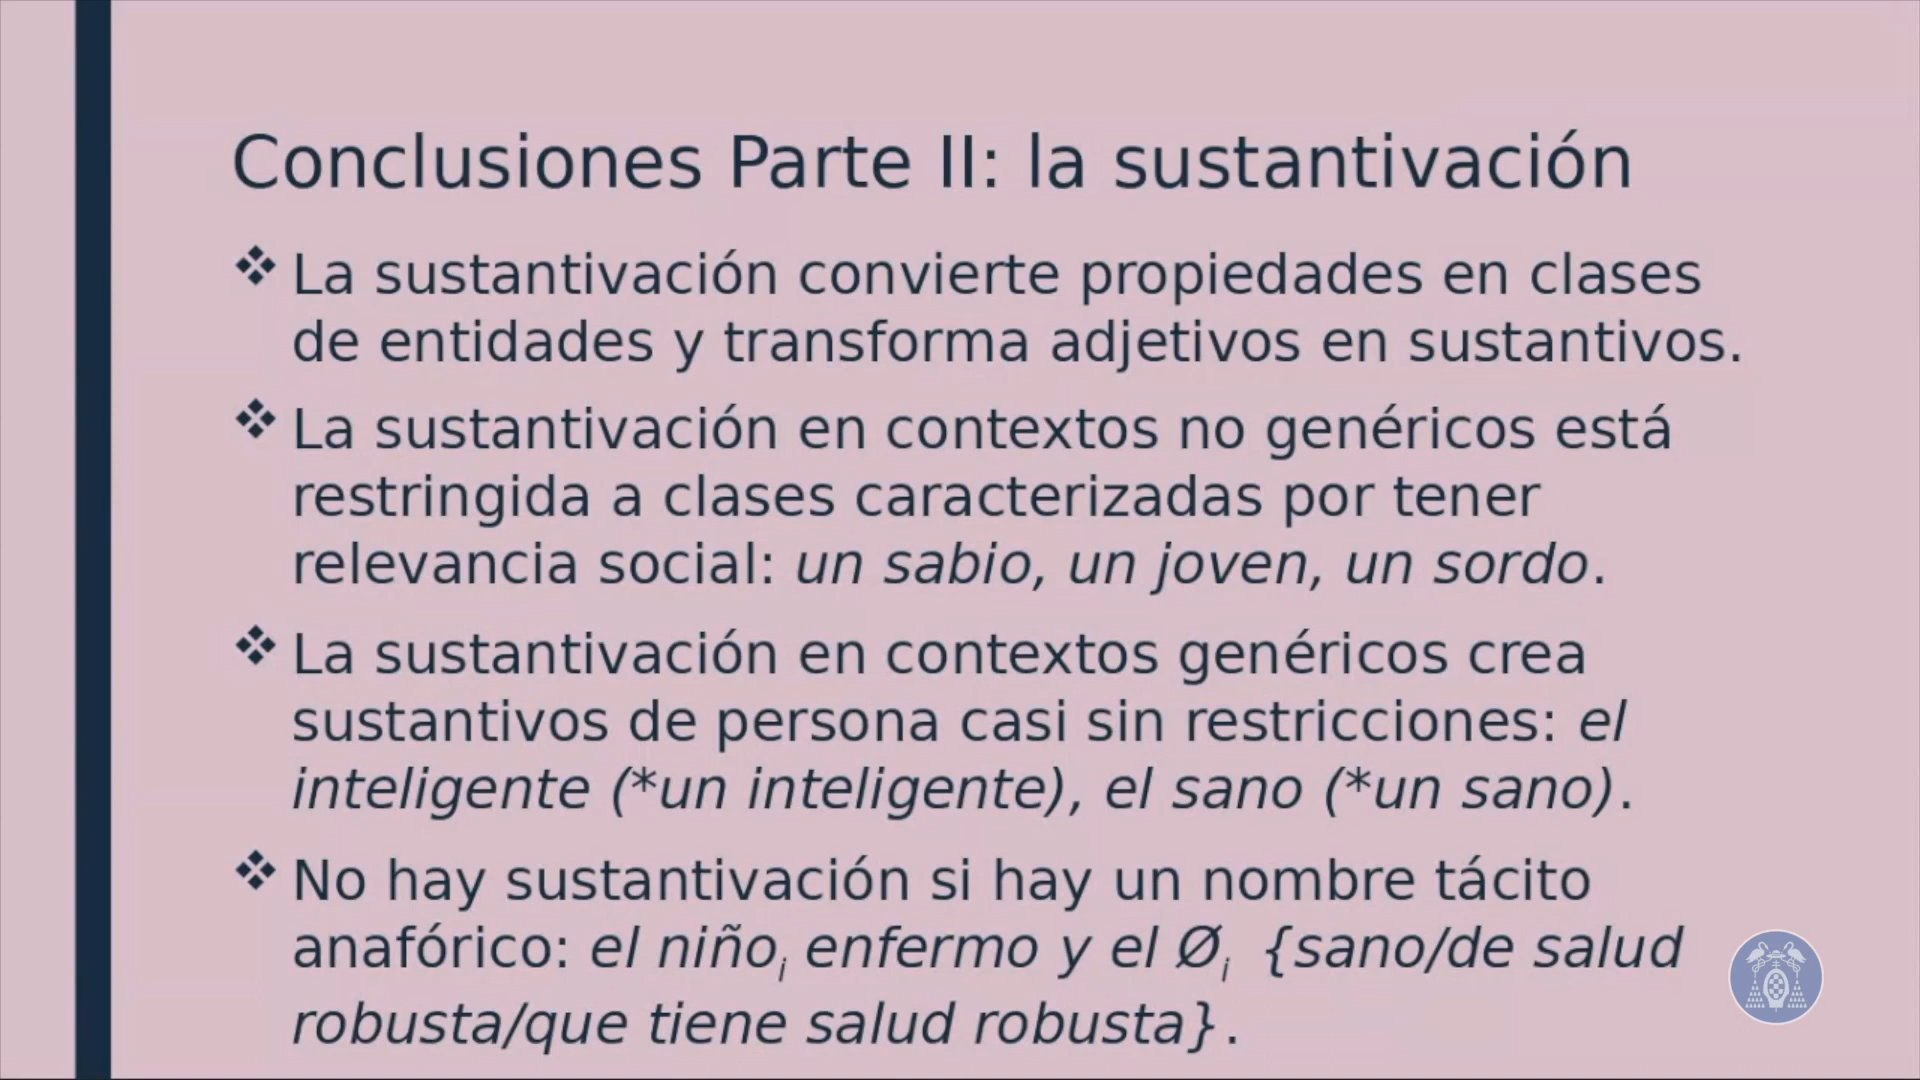 Conclusiones Parte II: la sustantivación
❖ La sustantivación convierte propiedades en clases
de entidades y transforma adjetivos en sustantivos.
❖ La sustantivación en contextos no genéricos está
restringida a clases caracterizadas por tener
relevancia social: un sabio, un joven, un sordo.
❖ La sustantivación en contextos genéricos crea
sustantivos de persona casi sin restricciones: el
inteligente (*un inteligente), el sano (*un sano).
❖ No hay sustantivación si hay un nombre tácito
anafórico: el niñoᵢ enfermo y el Øᵢ {sano/de salud
robusta/que tiene salud robusta}.